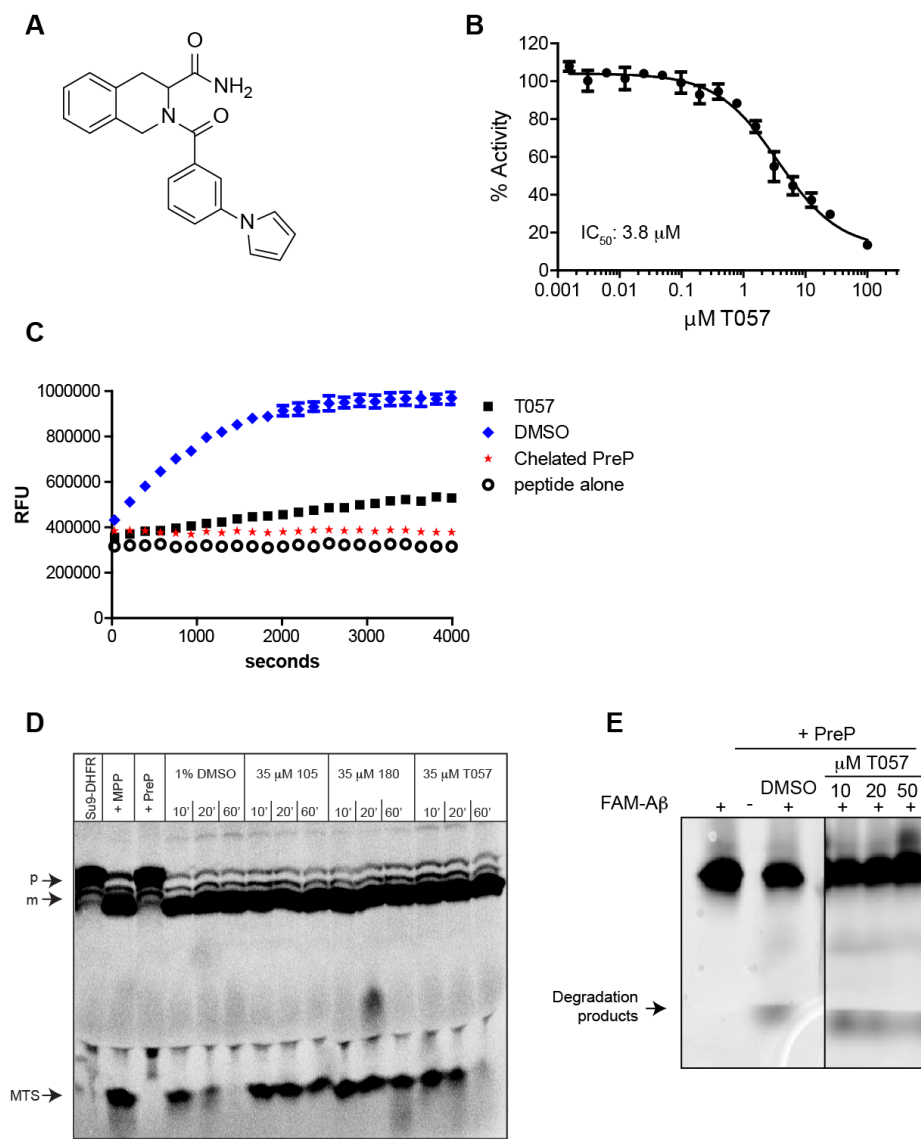 A
O
NH2
N
O
N
B
% Activity
120
100
80
60
40
20
0
IC50: 3.8 µM
0.001 0.01 0.1 1 10 100
µM T057
C
RFU
1000000
800000
600000
400000
200000
0
0 1000 2000 3000 4000
seconds
T057
DMSO
Chelated PreP
peptide alone
D
Su9-DHFR
+ MPP
+ PreP
1% DMSO 35 µM 105 35 µM 180 35 µM T057
10' 20' 60' 10' 20' 60' 10' 20' 60' 10' 20' 60'
p
m
MTS
E
+ PreP
µM T057
DMSO 10 20 50
FAM-Aβ + - + + + +
Degradation
products